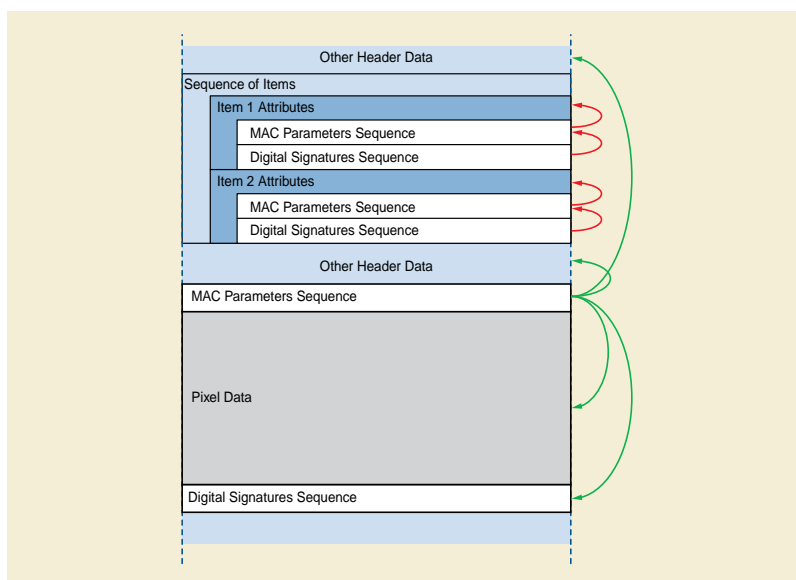 Other Header Data
Sequence of Items
Item 1 Attributes
MAC Parameters Sequence
Digital Signatures Sequence
Item 2 Attributes
MAC Parameters Sequence
Digital Signatures Sequence
Other Header Data
MAC Parameters Sequence
Pixel Data
Digital Signatures Sequence